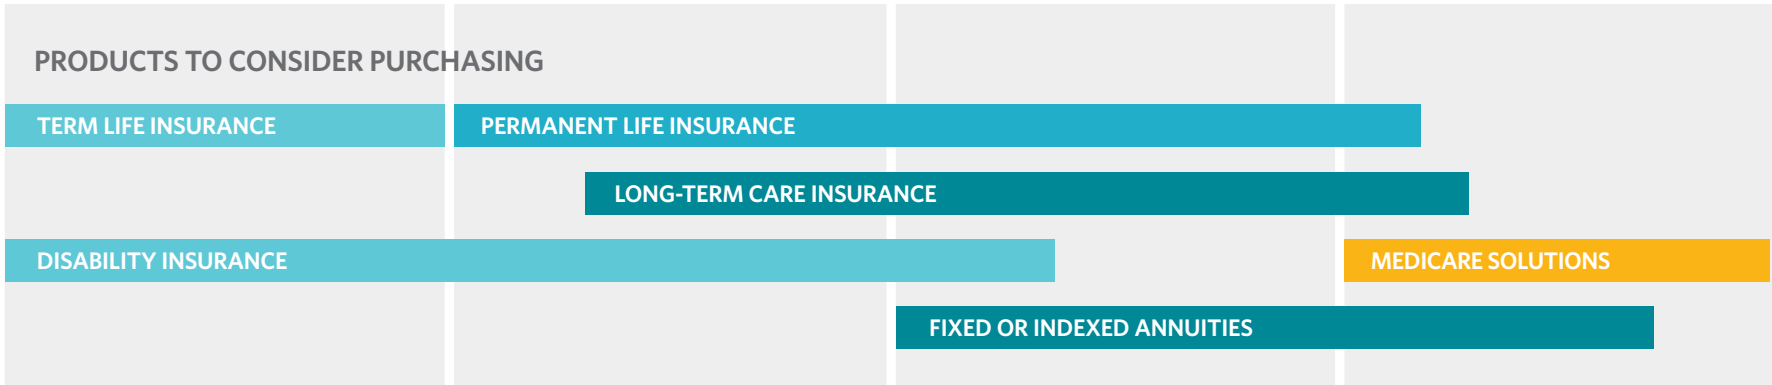 PRODUCTS TO CONSIDER PURCHASING
TERM LIFE INSURANCE
PERMANENT LIFE INSURANCE
LONG-TERM CARE INSURANCE
DISABILITY INSURANCE
MEDICARE SOLUTIONS
FIXED OR INDEXED ANNUITIES